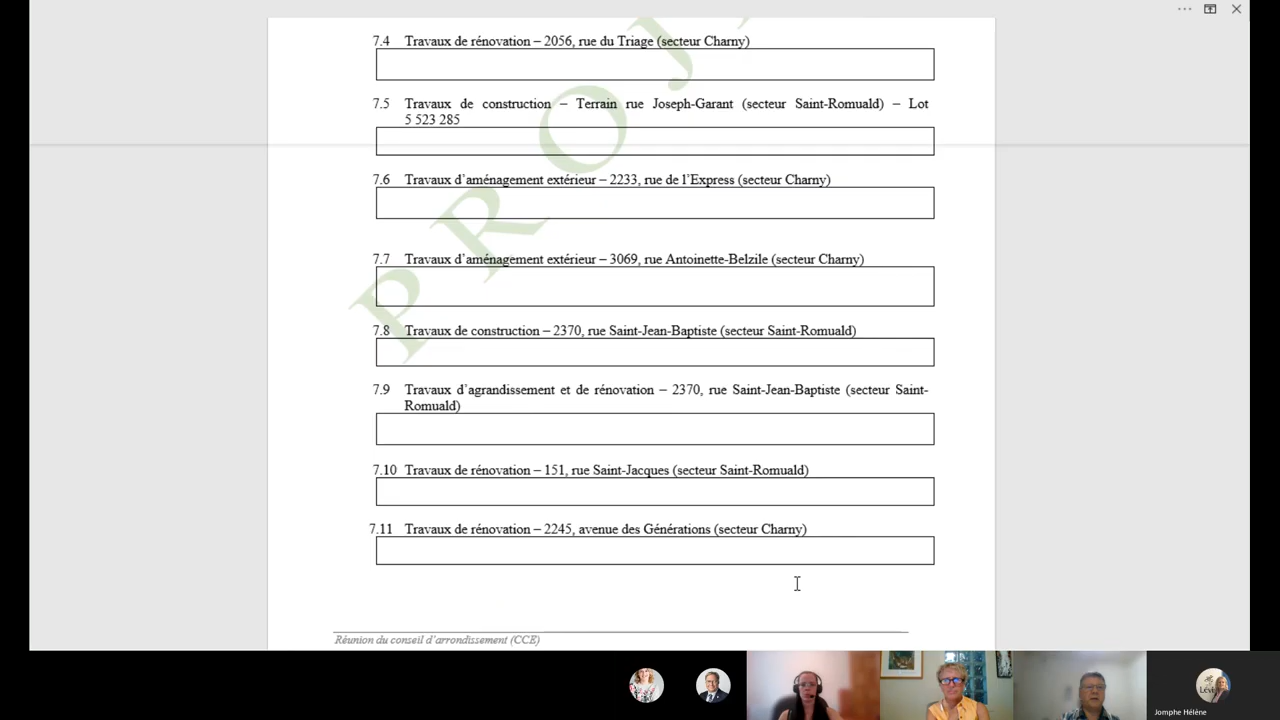 PROJ
7.4 Travaux de rénovation – 2056, rue du Triage (secteur Charny)
7.5 Travaux de construction – Terrain rue Joseph-Garant (secteur Saint-Romuald) – Lot
5 523 285
7.6 Travaux d’aménagement extérieur – 2233, rue de l’Express (secteur Charny)
7.7 Travaux d’aménagement extérieur – 3069, rue Antoinette-Belzile (secteur Charny)
7.8 Travaux de construction – 2370, rue Saint-Jean-Baptiste (secteur Saint-Romuald)
7.9 Travaux d’agrandissement et de rénovation – 2370, rue Saint-Jean-Baptiste (secteur Saint-
Romuald)
7.10 Travaux de rénovation – 151, rue Saint-Jacques (secteur Saint-Romuald)
7.11 Travaux de rénovation – 2245, avenue des Générations (secteur Charny)
Réunion du conseil d’arrondissement (CCE)
Jomphe Hélène